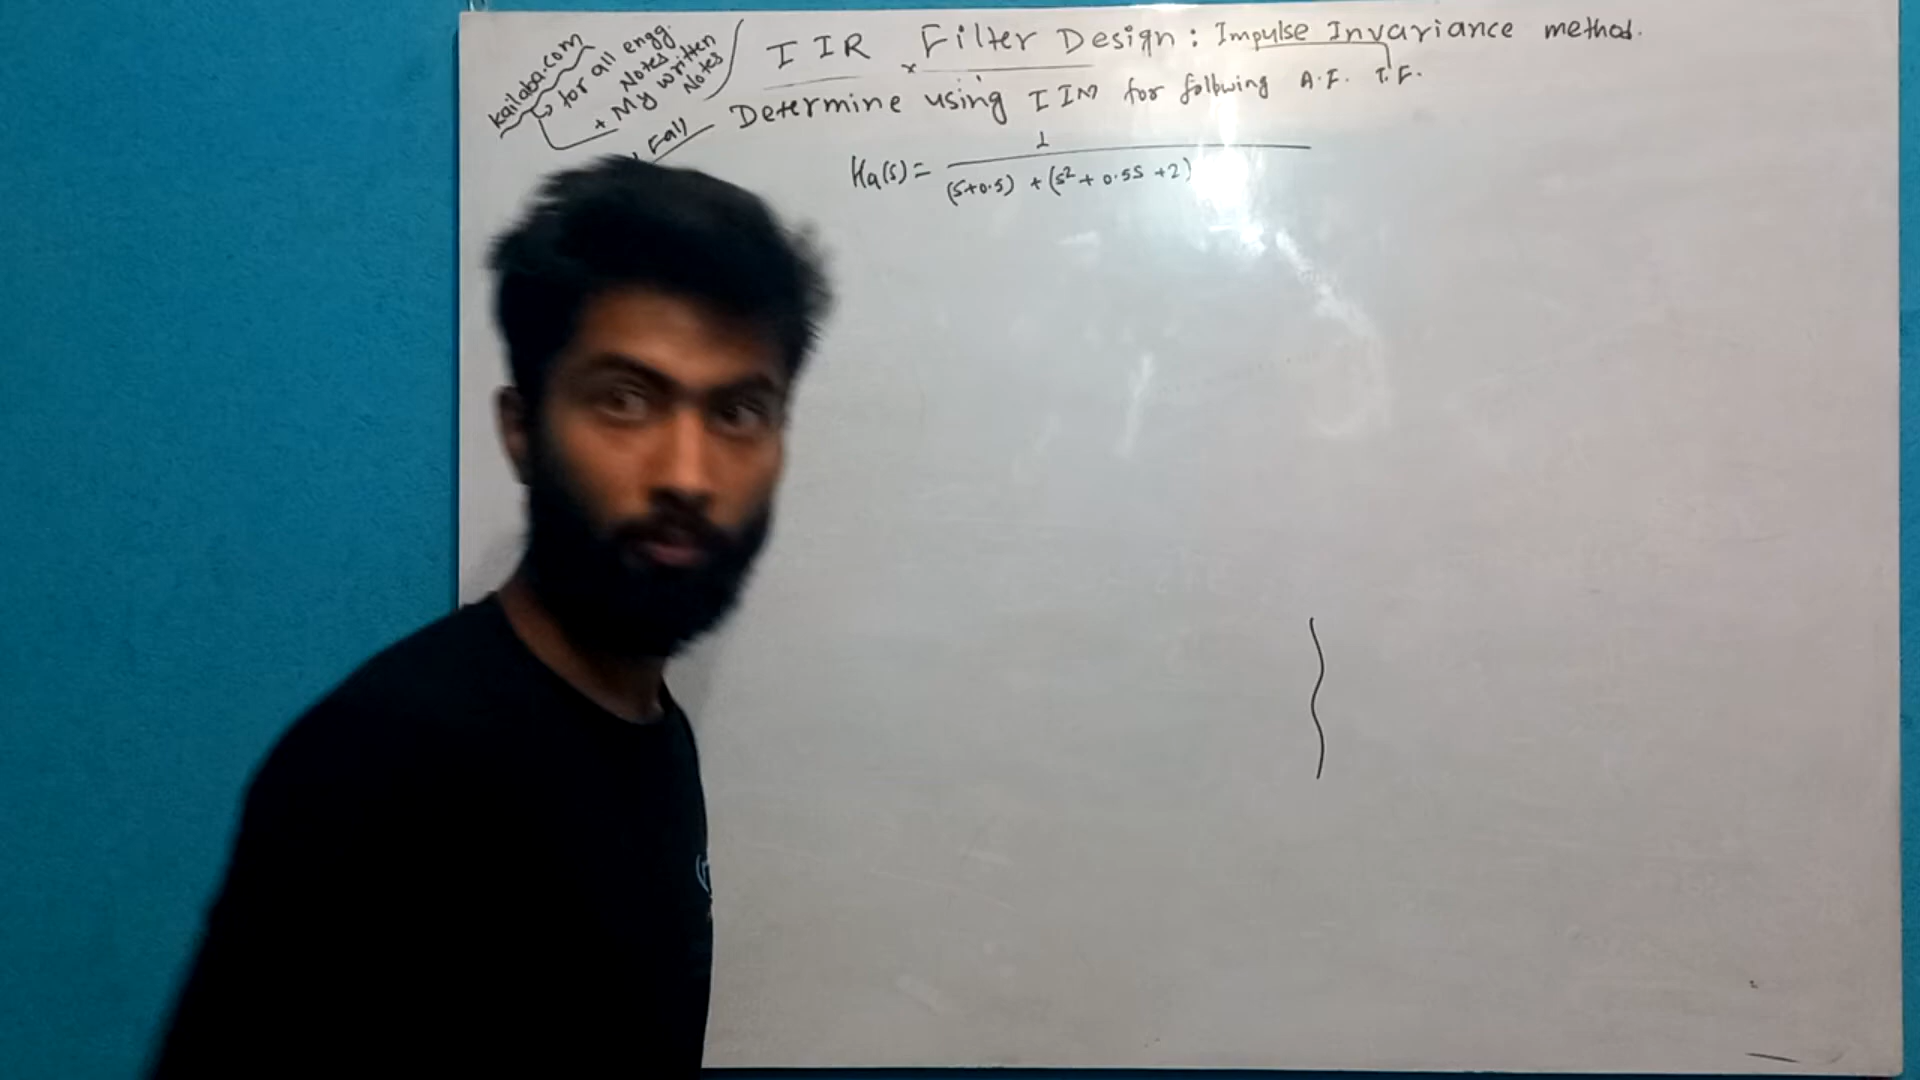 IIR Filter Design: Impulse Invariance method.
kailaba.com
for all engg.
Notes
+ My written
Notes
Fall
Determine using IIM for following A.F. T.F.
1
Ha(s) = (s+0.5) + (s² + 0.5s + 2)